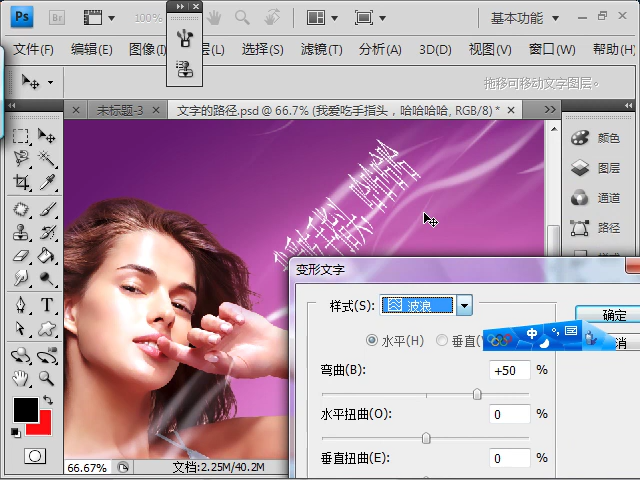 Ps Br 100% 基本功能
文件(F) 编辑(E) 图像(I) 层(L) 选择(S) 滤镜(T) 分析(A) 3D(D) 视图(V) 窗口(W) 帮助(H)
拖移可移动文字图层。
未标题-3 文字的路径.psd @ 66.7% (我爱吃手指头，哈哈哈哈, RGB/8) *
颜色
图层
通道
路径
变形文字
样式(S): 波浪
确定
水平(H) 垂直(
中
消
弯曲(B): +50 %
水平扭曲(O): 0 %
垂直扭曲(E): 0 %
T
66.67% 文档:2.25M/40.2M